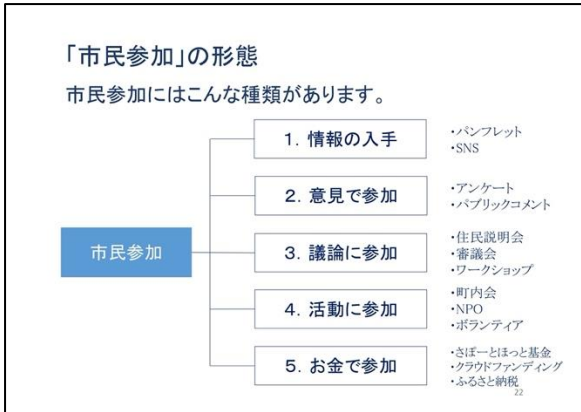 「市民参加」の形態
市民参加にはこんな種類があります。
市民参加
1. 情報の入手
・パンフレット
・SNS
2. 意見で参加
・アンケート
・パブリックコメント
3. 議論に参加
・住民説明会
・審議会
・ワークショップ
4. 活動に参加
・町内会
・NPO
・ボランティア
5. お金で参加
・さぽーとほっと基金
・クラウドファンディング
・ふるさと納税
22